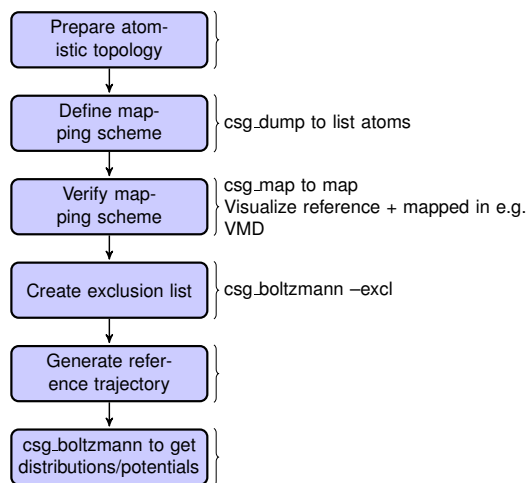 Prepare atom-
istic topology
Define map-
ping scheme
csg_dump to list atoms
Verify map-
ping scheme
csg_map to map
Visualize reference + mapped in e.g.
VMD
Create exclusion list
csg_boltzmann –excl
Generate refer-
ence trajectory
csg_boltzmann to get
distributions/potentials